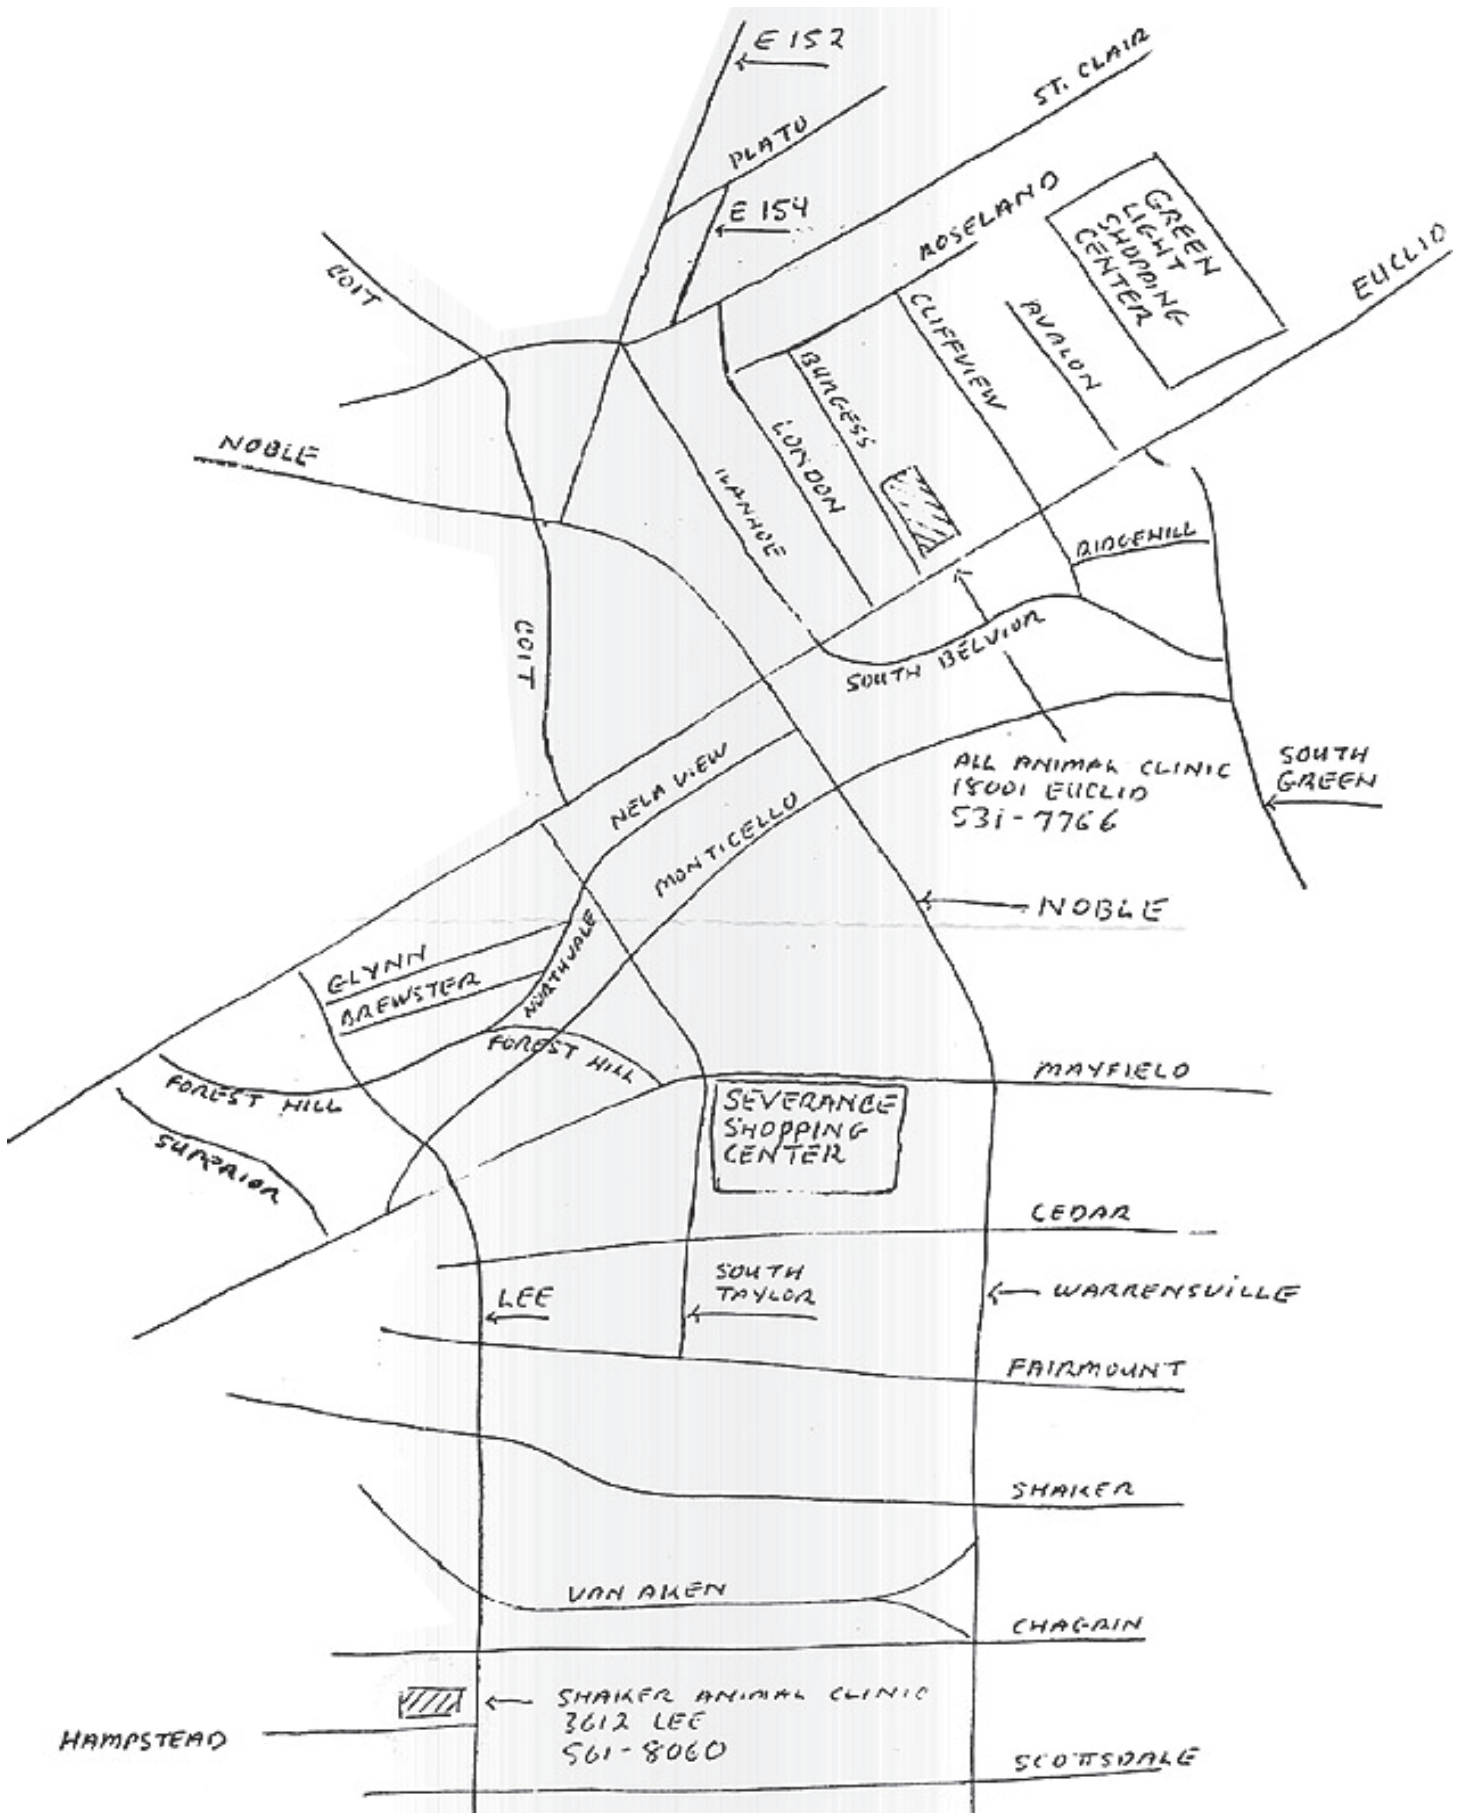 E 152
ST. CLAIR
PLATO
E 154
ROSELAND
GREEN
LIGHT
SHOPPING
CENTER
EUCLID
COIT
CLIFFVIEW
AVALON
BURGESS
NOBLE
LONDON
IVANHOE
RIDGEHILL
COIT
SOUTH BELVIOR
ALL ANIMAL CLINIC
18001 EUCLID
531-7766
SOUTH
GREEN
NELA VIEW
MONTICELLO
NOBLE
GLYNN
BREWSTER
NORTHVALE
FOREST HILL
FOREST HILL
MAYFIELD
SEVERANCE
SHOPPING
CENTER
SUPERIOR
CEDAR
SOUTH
TAYLOR
LEE
WARRENSVILLE
FAIRMOUNT
SHAKER
VAN AKEN
CHAGRIN
SHAKER ANIMAL CLINIC
3612 LEE
561-8060
HAMPSTEAD
SCOTTSDALE